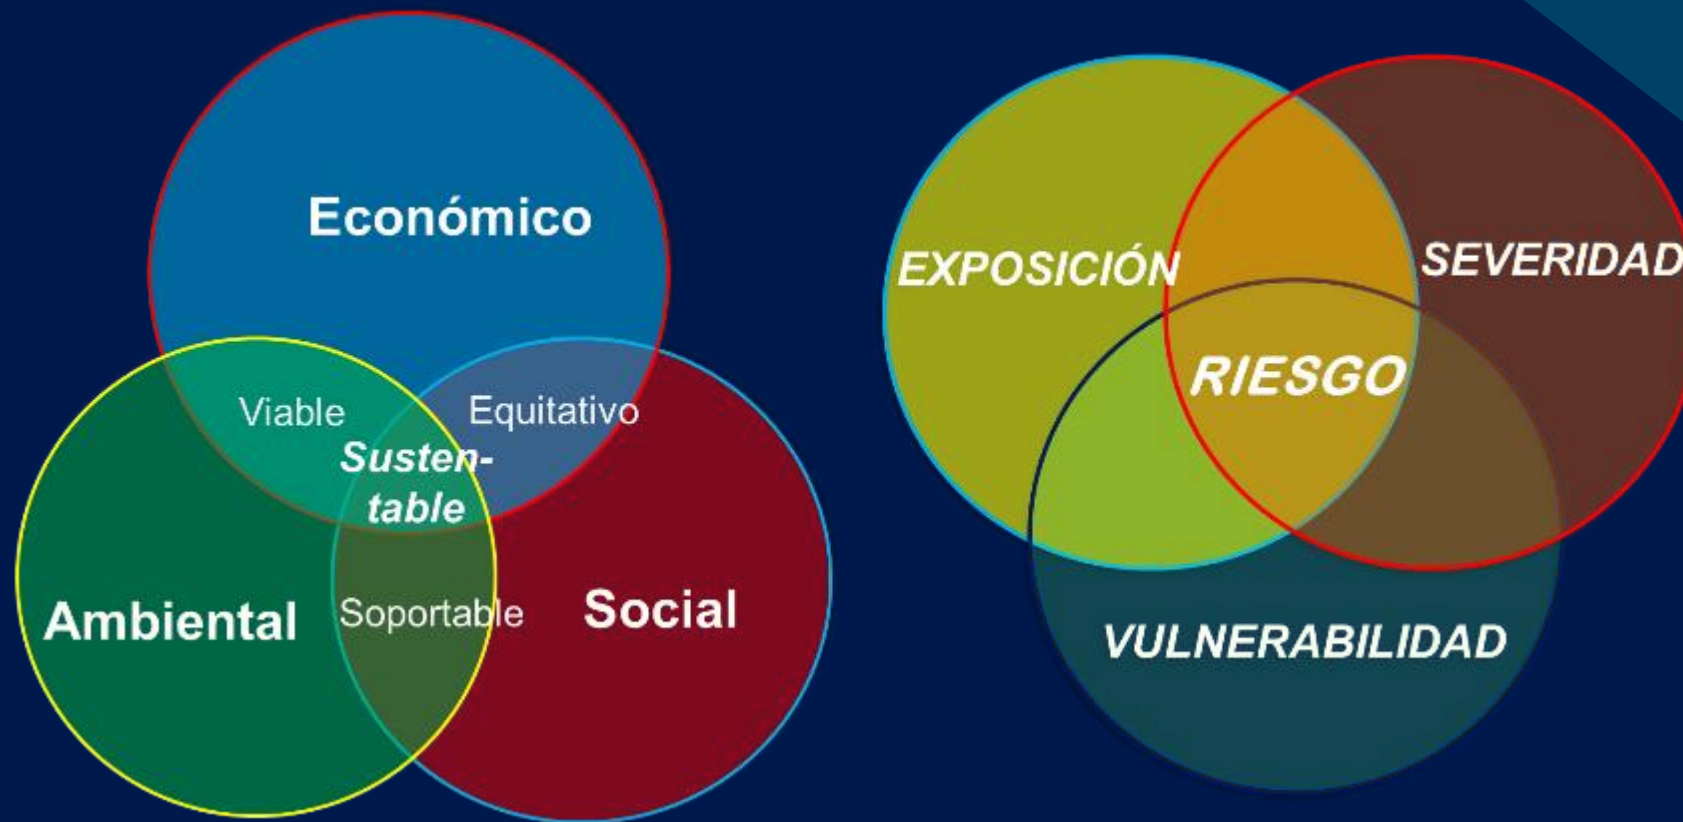 Económico
Viable
Equitativo
Susten-
table
Ambiental
Soportable
Social
EXPOSICIÓN
SEVERIDAD
RIESGO
VULNERABILIDAD